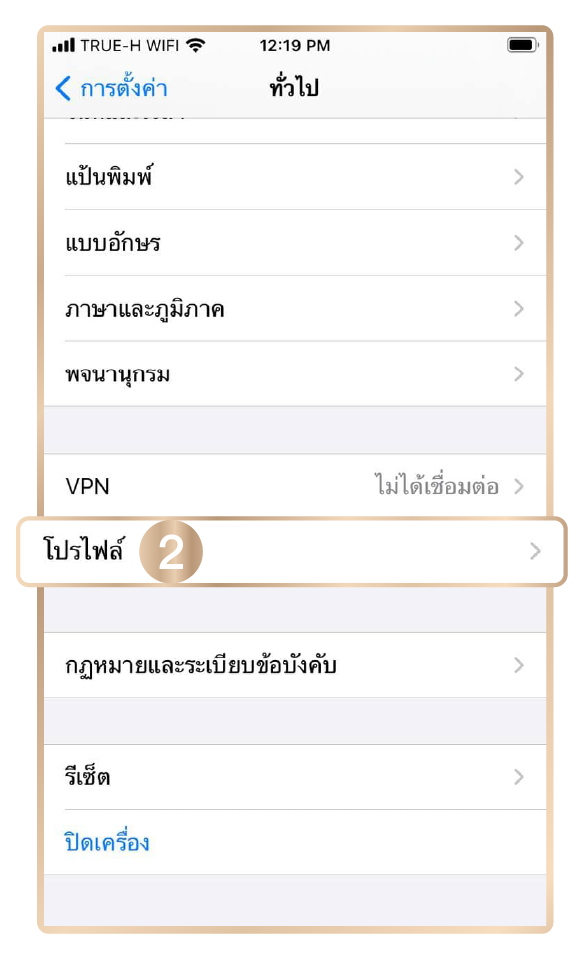 TRUE-H WIFI 12:19 PM
การตั้งค่า ทั่วไป
แป้นพิมพ์
แบบอักษร
ภาษาและภูมิภาค
พจนานุกรม
VPN ไม่ได้เชื่อมต่อ
โปรไฟล์ 2
กฎหมายและระเบียบข้อบังคับ
รีเซ็ต
ปิดเครื่อง